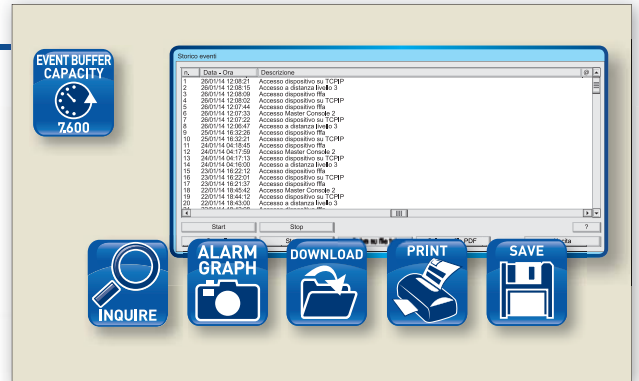 EVENT BUFFER
CAPACITY
7.600
Storico eventi
n. Data - Ora Descrizione @
1 26/01/14 12:08:21 Accesso dispositivo su TCPIP
2 26/01/14 12:08:15 Accesso a distanza livello 3
3 26/01/14 12:08:09 Accesso dispositivo fffa
4 26/01/14 12:08:02 Accesso dispositivo su TCPIP
5 26/01/14 12:07:44 Accesso dispositivo fffa
6 26/01/14 12:07:33 Accesso Master Console 2
7 26/01/14 12:07:22 Accesso dispositivo su TCPIP
8 26/01/14 12:06:47 Accesso a distanza livello 3
9 25/01/14 16:32:26 Accesso dispositivo fffa
10 25/01/14 16:32:21 Accesso dispositivo su TCPIP
11 24/01/14 04:18:45 Accesso dispositivo fffa
12 24/01/14 04:17:59 Accesso Master Console 2
13 24/01/14 04:17:13 Accesso dispositivo su TCPIP
14 24/01/14 04:16:00 Accesso a distanza livello 3
15 23/01/14 16:22:12 Accesso dispositivo fffa
16 23/01/14 16:22:01 Accesso dispositivo su TCPIP
17 23/01/14 16:21:37 Accesso dispositivo fffa
18 22/01/14 18:45:42 Accesso Master Console 2
19 22/01/14 18:44:12 Accesso dispositivo su TCPIP
20 22/01/14 18:43:00 Accesso a distanza livello 3
Start Stop ?
su file PDF
INQUIRE
ALARM
GRAPH
DOWNLOAD
PRINT
SAVE